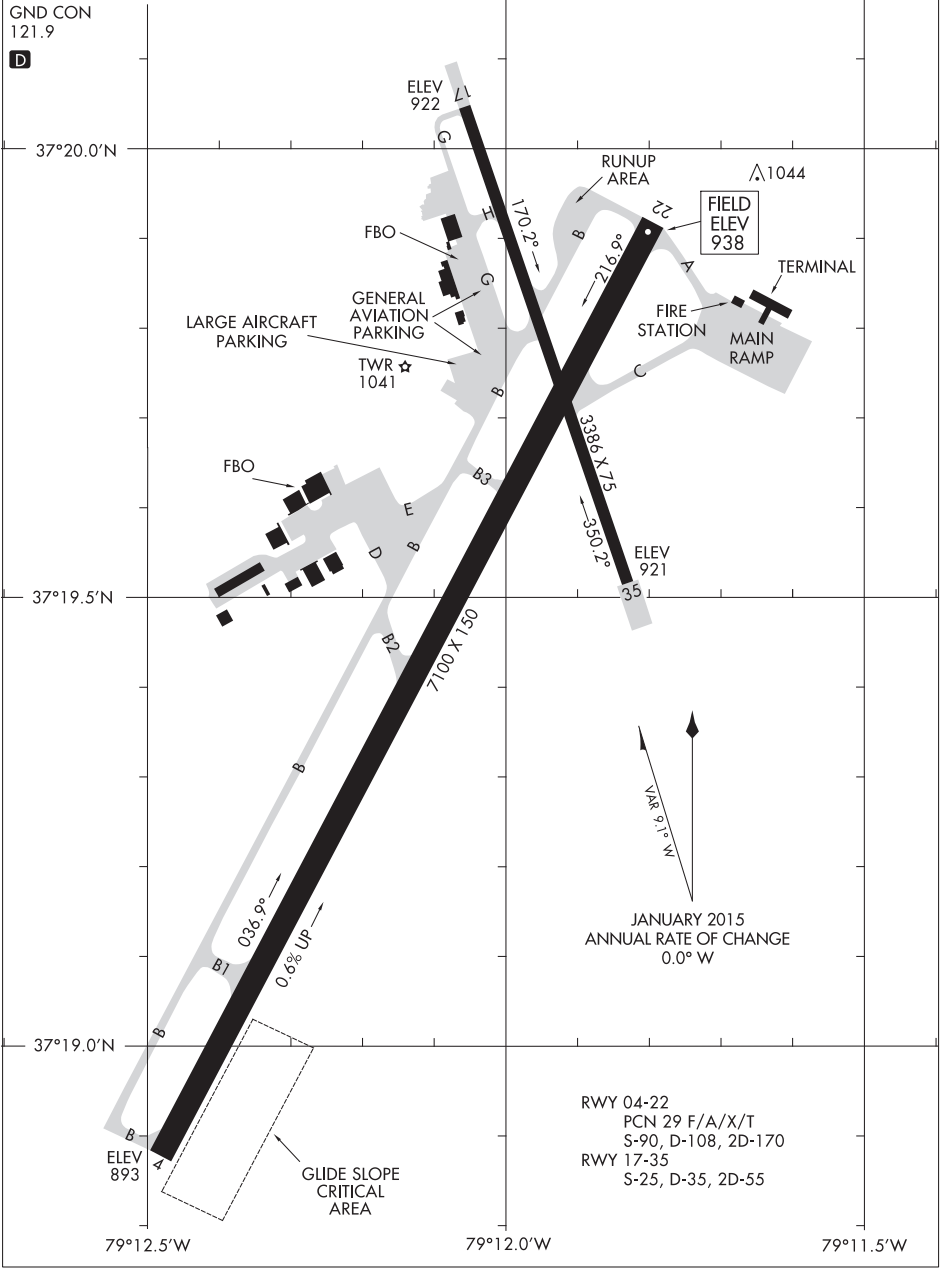 GND CON
121.9
D
ELEV
922
17
G
37°20.0'N
RUNUP
AREA
1044
22
FIELD
ELEV
938
H
170.2°
B
216.9°
A
FBO
G
TERMINAL
GENERAL
AVIATION
PARKING
FIRE
STATION
LARGE AIRCRAFT
PARKING
MAIN
RAMP
TWR
1041
C
B
3386 X 75
FBO
B3
E
B
D
350.2°
ELEV
921
35
37°19.5'N
B2
7100 X 150
B
VAR 9.1° W
036.9°
0.6% UP
JANUARY 2015
ANNUAL RATE OF CHANGE
0.0° W
B1
B
37°19.0'N
RWY 04-22
PCN 29 F/A/X/T
S-90, D-108, 2D-170
RWY 17-35
S-25, D-35, 2D-55
B
4
ELEV
893
GLIDE SLOPE
CRITICAL
AREA
79°12.5'W
79°12.0'W
79°11.5'W